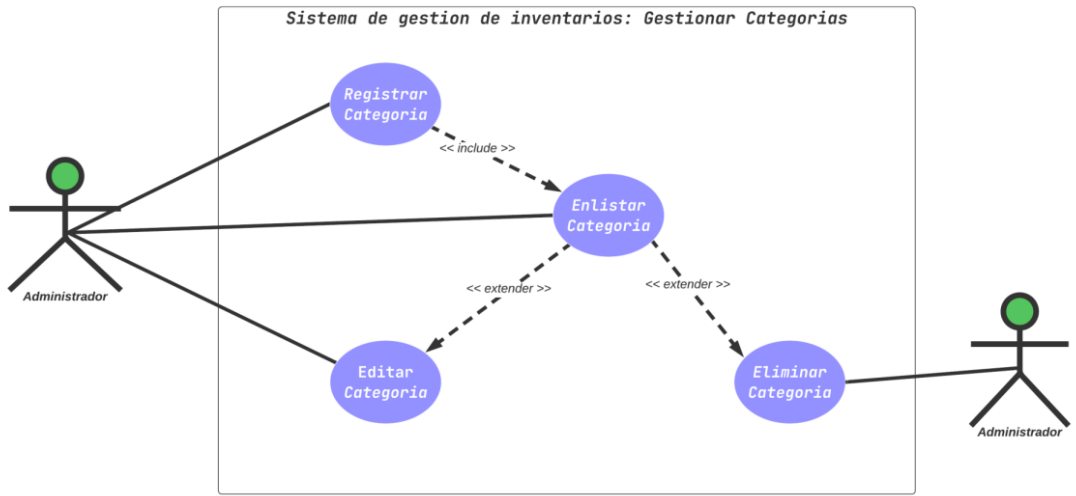 Sistema de gestion de inventarios: Gestionar Categorias
Registrar
Categoria
<< include >>
Enlistar
Categoria
Administrador
<< extender >>
<< extender >>
Editar
Categoria
Eliminar
Categoria
Administrador